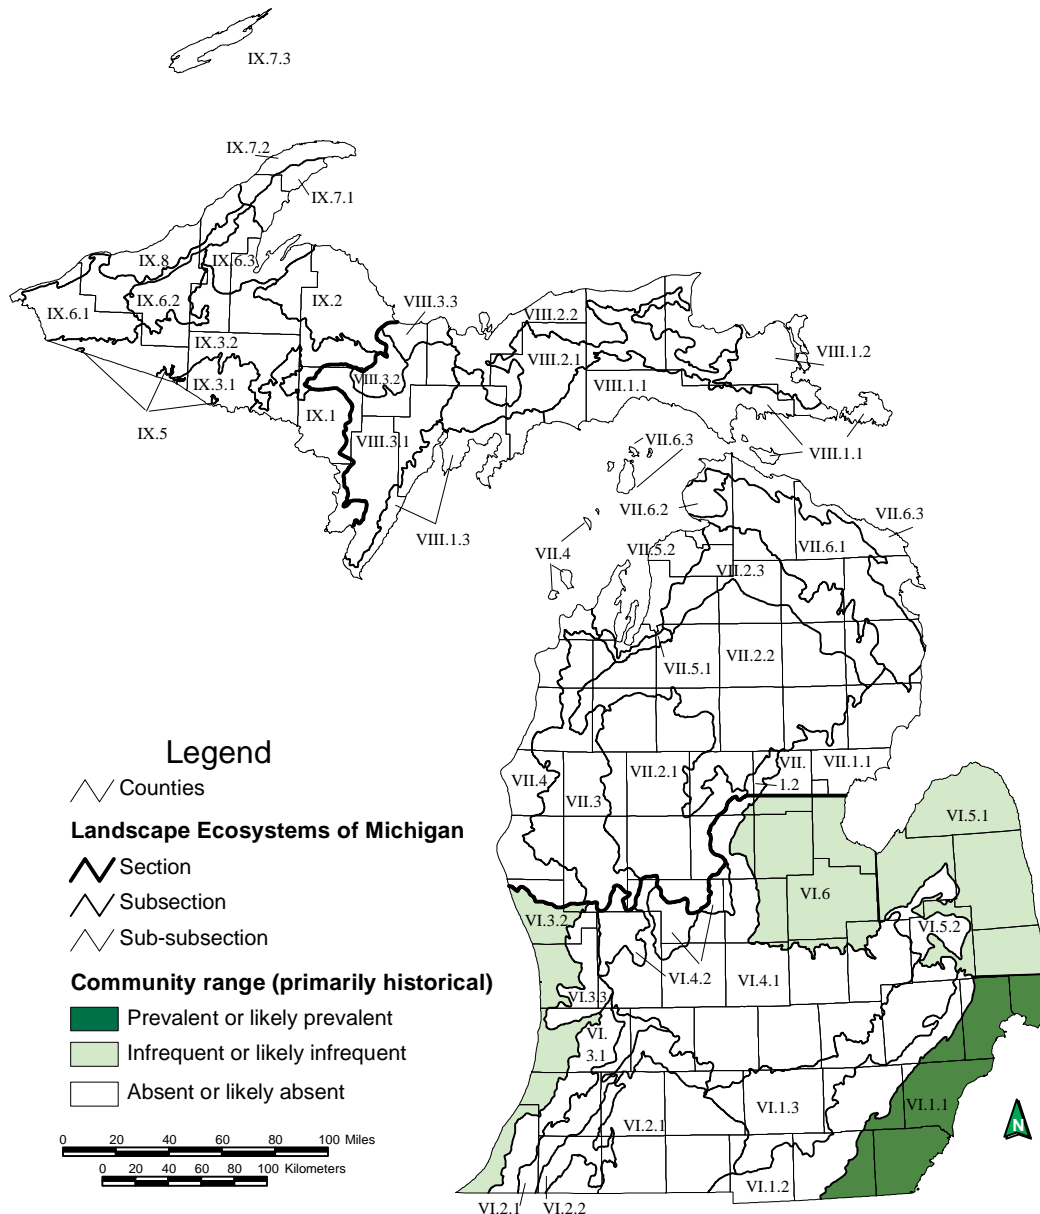 IX.7.3
IX.7.2
IX.7.1
IX.8
IX.6.3
IX.6.2
IX.6.1
IX.2
VIII.3.3
VIII.2.2
VIII.2.1
VIII.1.2
IX.3.2
IX.3.1
VIII.3.2
VIII.1.1
IX.1
IX.5
VIII.3.1
VIII.1.1
VII.6.3
VIII.1.3
VII.6.2
VII.6.3
VII.6.1
VII.4
VII.5.2
VII.2.3
VII.5.1
VII.2.2
VII.4
VII.3
VII.2.1
VII.
1.2
VII.1.1
VI.5.1
VI.6
VI.3.2
VI.5.2
VI.4.2
VI.4.1
VI.3.3
VI.
3.1
VI.1.3
VI.1.1
VI.2.1
VI.1.2
VI.2.1
VI.2.2
Legend
Counties
Landscape Ecosystems of Michigan
Section
Subsection
Sub-subsection
Community range (primarily historical)
Prevalent or likely prevalent
Infrequent or likely infrequent
Absent or likely absent
0 20 40 60 80 100 Miles
0 20 40 60 80 100 Kilometers
N